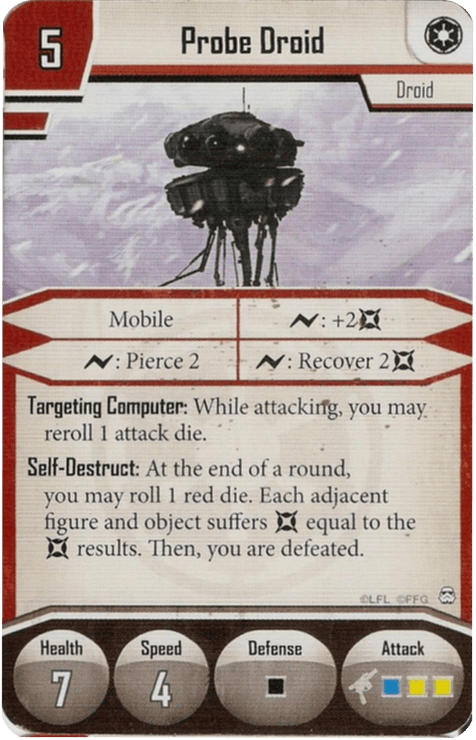 5
Probe Droid
Droid
Mobile
: +2
: Pierce 2
: Recover 2
Targeting Computer: While attacking, you may
reroll 1 attack die.
Self-Destruct: At the end of a round,
you may roll 1 red die. Each adjacent
figure and object suffers equal to the
results. Then, you are defeated.
©LFL ©FFG
Health
7
Speed
4
Defense
Attack